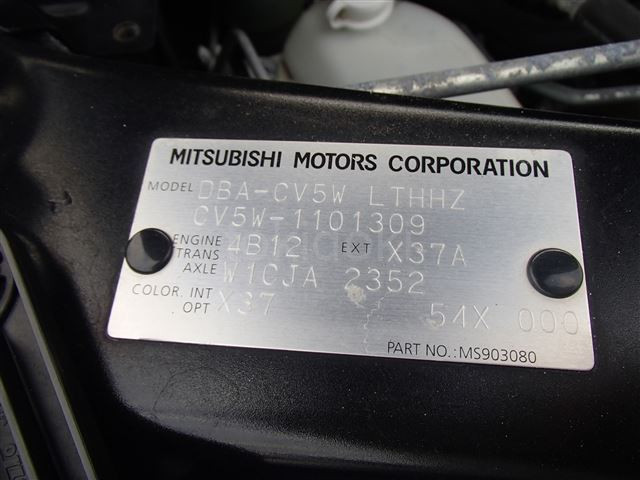 MITSUBISHI MOTORS CORPORATION
MODEL DBA-CV5W LTHHZ
CV5W-1101309
ENGINE 4B12 EXT X37A
TRANS AXLE W1CJA 2352
COLOR. INT OPT X37 54X 000
PART NO.:MS903080